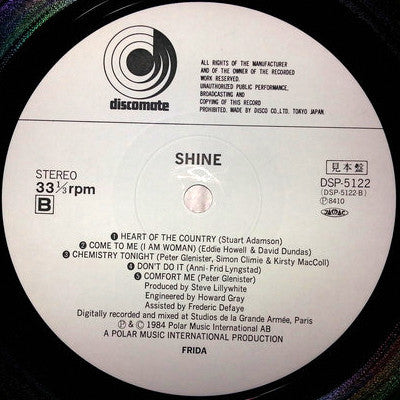 discomate
ALL RIGHTS OF THE MANUFACTURER
AND OF THE OWNER OF THE RECORDED
WORK RESERVED.
UNAUTHORIZED PUBLIC PERFORMANCE,
BROADCASTING AND
COPYING OF THIS RECORD
PROHIBITED. MADE BY DISCO CO.,LTD. TOKYO JAPAN
SHINE
STEREO
33⅓rpm
B
見本盤
DSP-5122
(DSP-5122-B)
Ⓟ8410
❶ HEART OF THE COUNTRY (Stuart Adamson)
❷ COME TO ME (I AM WOMAN) (Eddie Howell & David Dundas)
❸ CHEMISTRY TONIGHT (Peter Glenister, Simon Climie & Kirsty MacColl)
❹ DON'T DO IT (Anni-Frid Lyngstad)
❺ COMFORT ME (Peter Glenister)
Produced by Steve Lillywhite
Engineered by Howard Gray
Assisted by Frederic Defaye
Digitally recorded and mixed at Studios de la Grande Armée, Paris
Ⓟ & © 1984 Polar Music International AB
A POLAR MUSIC INTERNATIONAL PRODUCTION
FRIDA